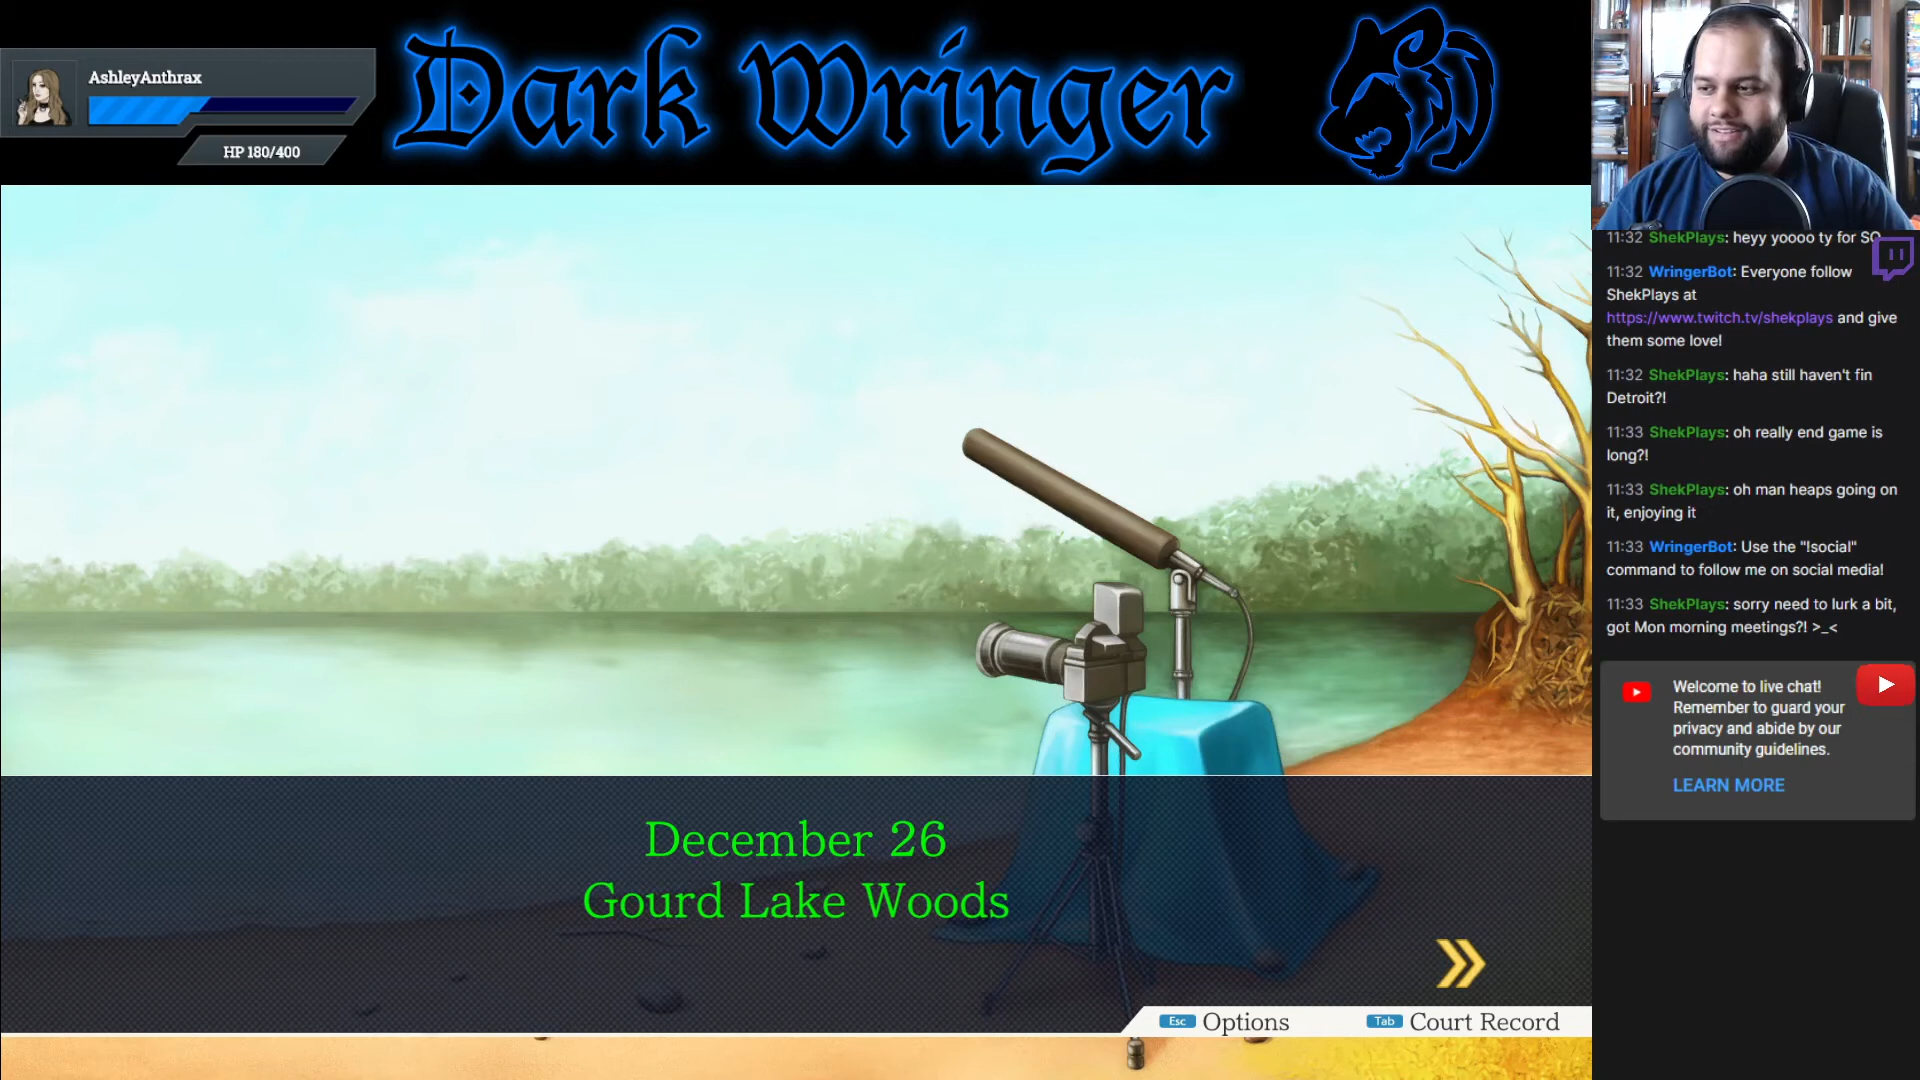 Dark Wringer
AshleyAnthrax
HP 180/400
11:32 ShekPlays: heyy yoooo ty for SO
11:32 WringerBot: Everyone follow
ShekPlays at
https://www.twitch.tv/shekplays and give
them some love!
11:32 ShekPlays: haha still haven't fin
Detroit?!
11:33 ShekPlays: oh really end game is
long?!
11:33 ShekPlays: oh man heaps going on
it, enjoying it
11:33 WringerBot: Use the "!social"
command to follow me on social media!
11:33 ShekPlays: sorry need to lurk a bit,
got Mon morning meetings?! >_<
Welcome to live chat!
Remember to guard your
privacy and abide by our
community guidelines.
LEARN MORE
December 26
Gourd Lake Woods
Esc Options
Tab Court Record